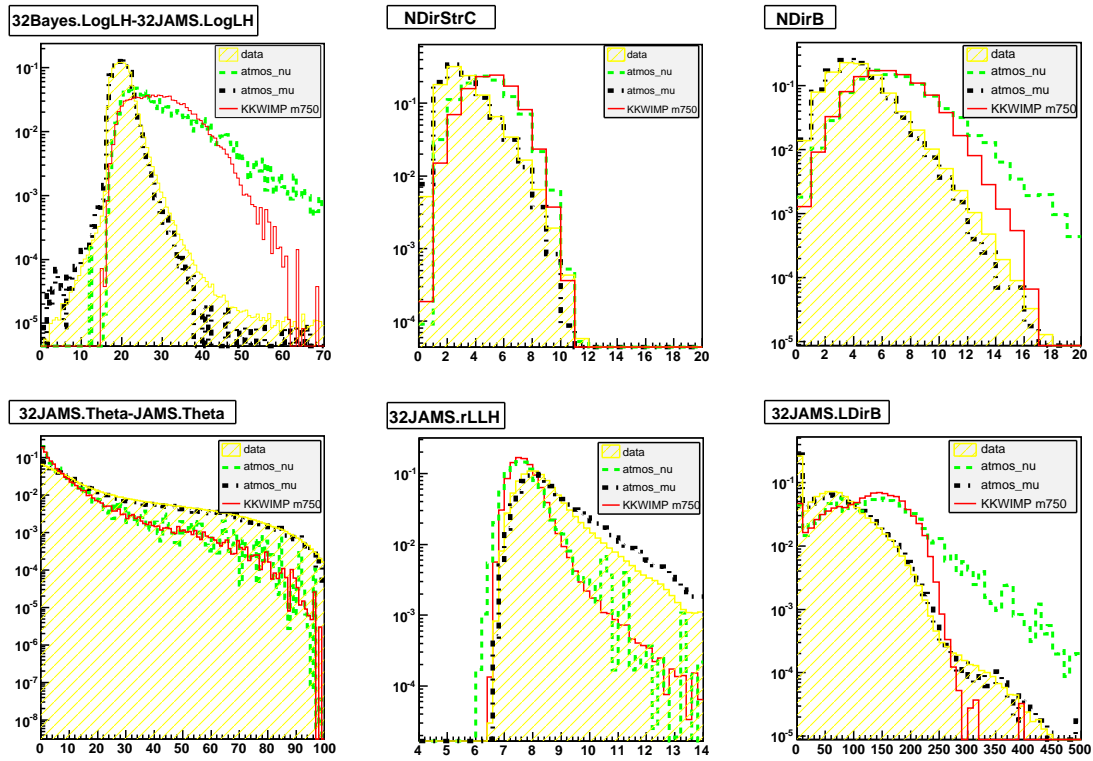 32Bayes.LogLH-32JAMS.LogLH
data
atmos_nu
atmos_mu
KKWIMP m750
10⁻¹
10⁻²
10⁻³
10⁻⁴
10⁻⁵
0 10 20 30 40 50 60 70
NDirStrC
data
atmos_nu
atmos_mu
KKWIMP m750
10⁻¹
10⁻²
10⁻³
10⁻⁴
0 2 4 6 8 10 12 14 16 18 20
NDirB
data
atmos_nu
atmos_mu
KKWIMP m750
10⁻¹
10⁻²
10⁻³
10⁻⁴
10⁻⁵
0 2 4 6 8 10 12 14 16 18 20
32JAMS.Theta-JAMS.Theta
data
atmos_nu
atmos_mu
KKWIMP m750
10⁻¹
10⁻²
10⁻³
10⁻⁴
10⁻⁵
10⁻⁶
10⁻⁷
10⁻⁸
0 10 20 30 40 50 60 70 80 90 100
32JAMS.rLLH
data
atmos_nu
atmos_mu
KKWIMP m750
10⁻¹
10⁻²
10⁻³
10⁻⁴
4 5 6 7 8 9 10 11 12 13 14
32JAMS.LDirB
data
atmos_nu
atmos_mu
KKWIMP m750
10⁻¹
10⁻²
10⁻³
10⁻⁴
10⁻⁵
0 50 100 150 200 250 300 350 400 450 500